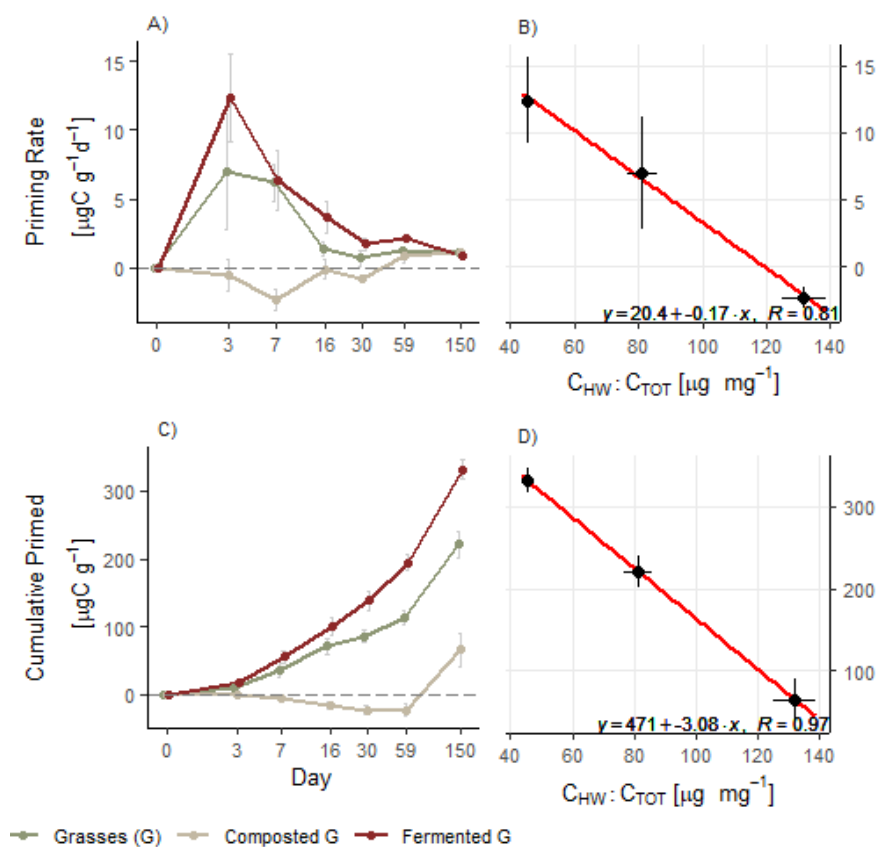 A)
Priming Rate
[µgC g⁻¹d⁻¹]
15
10
5
0
0 3 7 16 30 59 150
B)
15
10
5
0
y=20.4+-0.17·x, R=0.81
40 60 80 100 120 140
C_HW:C_TOT [µg mg⁻¹]
C)
Cumulative Primed
[µgC g⁻¹]
300
200
100
0
0 3 7 16 30 59 150
Day
D)
300
200
100
y=471+-3.08·x, R=0.97
40 60 80 100 120 140
C_HW:C_TOT [µg mg⁻¹]
Grasses (G) Composted G Fermented G